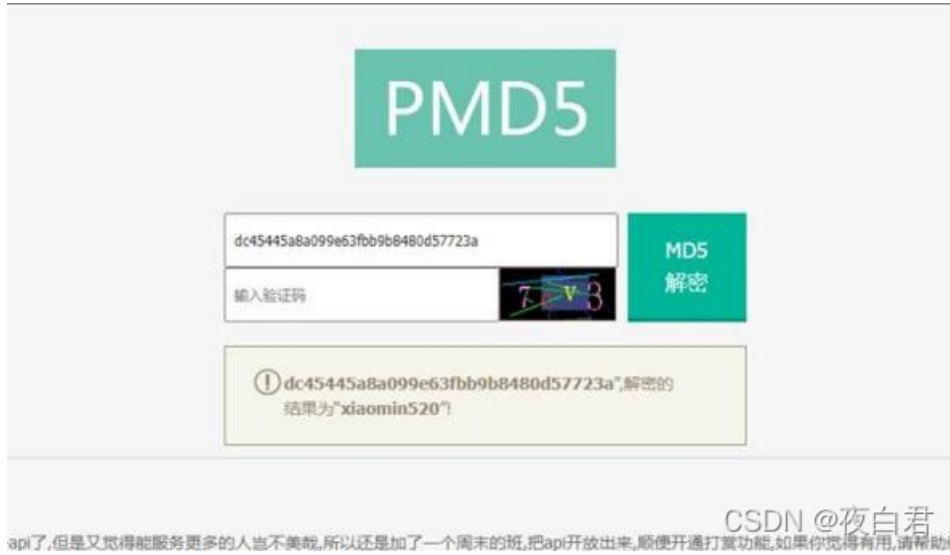 PMD5
dc45445a8a099e63fbb9b8480d57723a
MD5
解密
输入验证码
dc45445a8a099e63fbb9b8480d57723a",解密的
结果为"xiaomin520"!
CSDN @夜白君
api了,但是又觉得能服务更多的人岂不美哉,所以还是加了一个周末的班,把api开放出来,顺便开通打赏功能,如果你觉得有用,请帮助